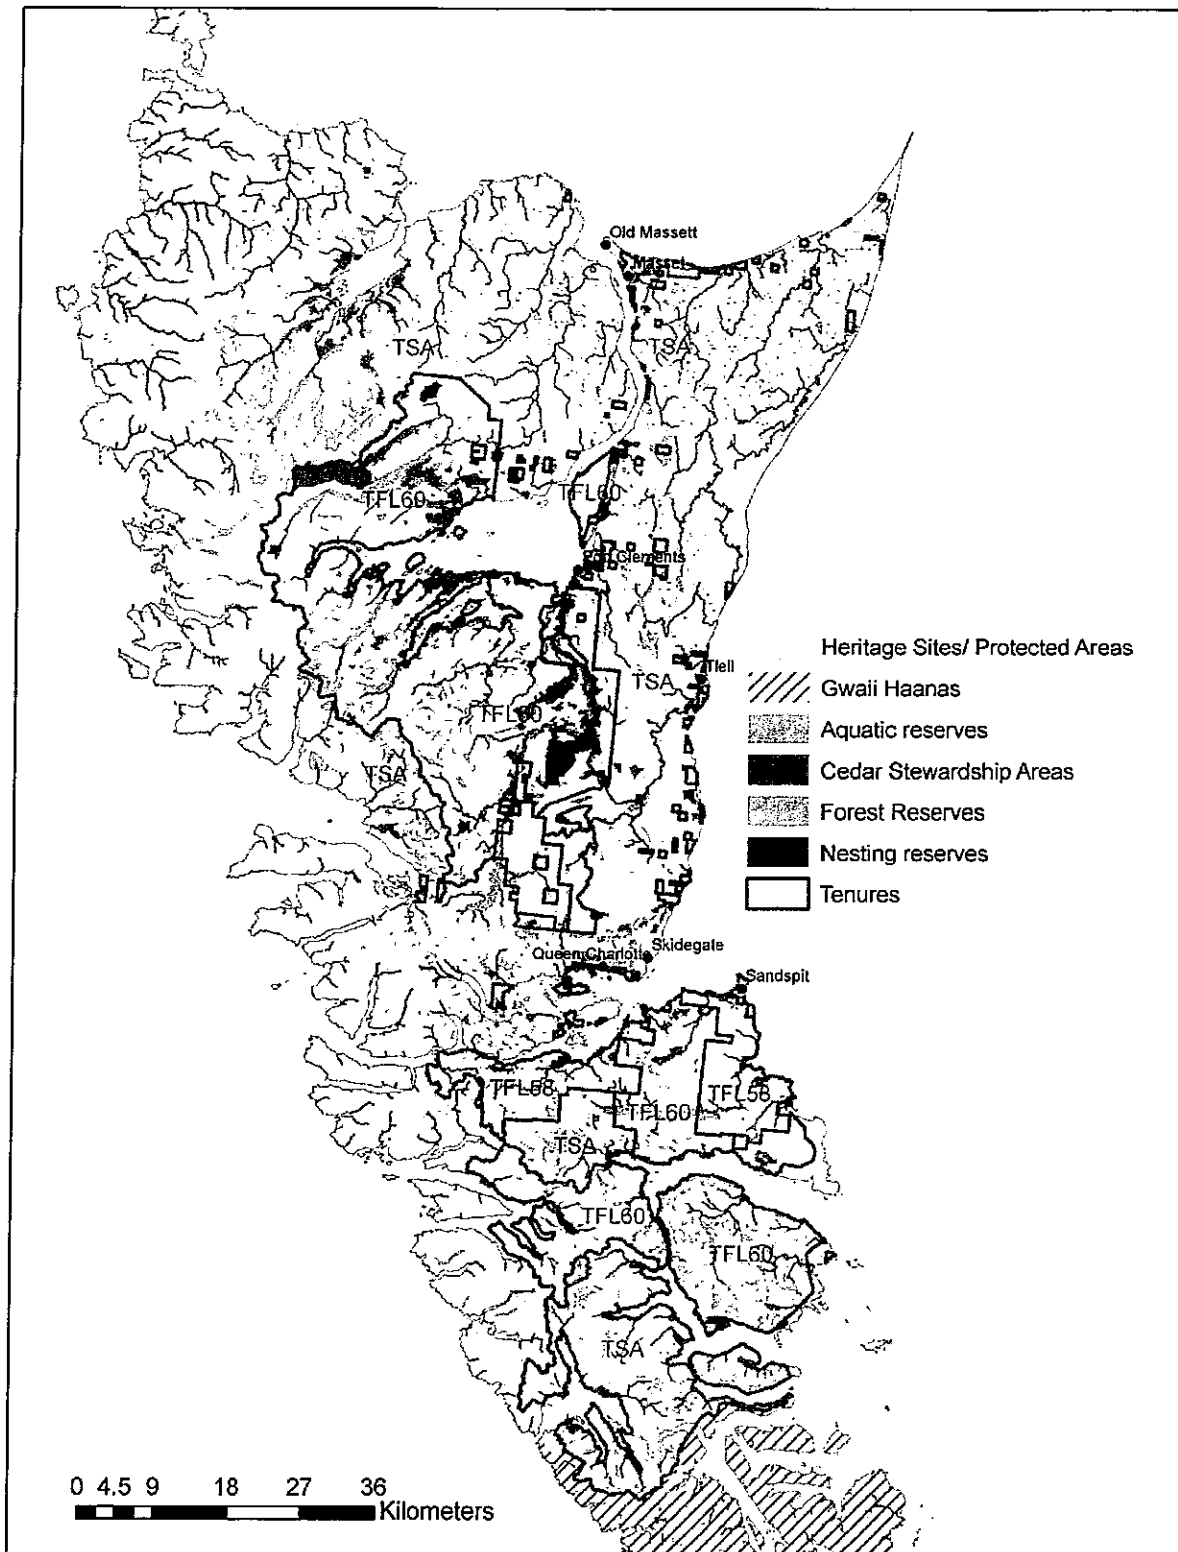 Old Massett
Masset
TSA
TSA
TFL60
TFL60
Port Clements
Tlell
TSA
TFL60
TSA
Heritage Sites/ Protected Areas
Gwaii Haanas
Aquatic reserves
Cedar Stewardship Areas
Forest Reserves
Nesting reserves
Tenures
Skidegate
Queen Charlotte
Sandspit
TFL58
TFL58
TFL60
TSA
TFL60
TFL60
TSA
0 4.5 9 18 27 36
Kilometers